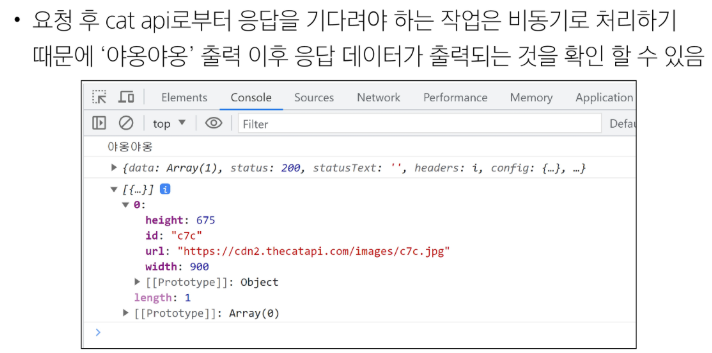 • 요청 후 cat api로부터 응답을 기다려야 하는 작업은 비동기로 처리하기
때문에 ‘야옹야옹’ 출력 이후 응답 데이터가 출력되는 것을 확인 할 수 있음
Elements Console Sources Network Performance Memory Application
top ▼ Filter Defau
야옹야옹
▶ {data: Array(1), status: 200, statusText: '', headers: i, config: {…}, …}
▼ [{…}] i
▼ 0:
height: 675
id: "c7c"
url: "https://cdn2.thecatapi.com/images/c7c.jpg"
width: 900
▶ [[Prototype]]: Object
length: 1
▶ [[Prototype]]: Array(0)
>